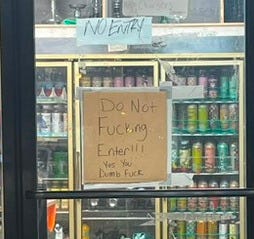 NO ENTRY
Do Not
Fucking
Enter!!!
Yes You
Dumb Fuck